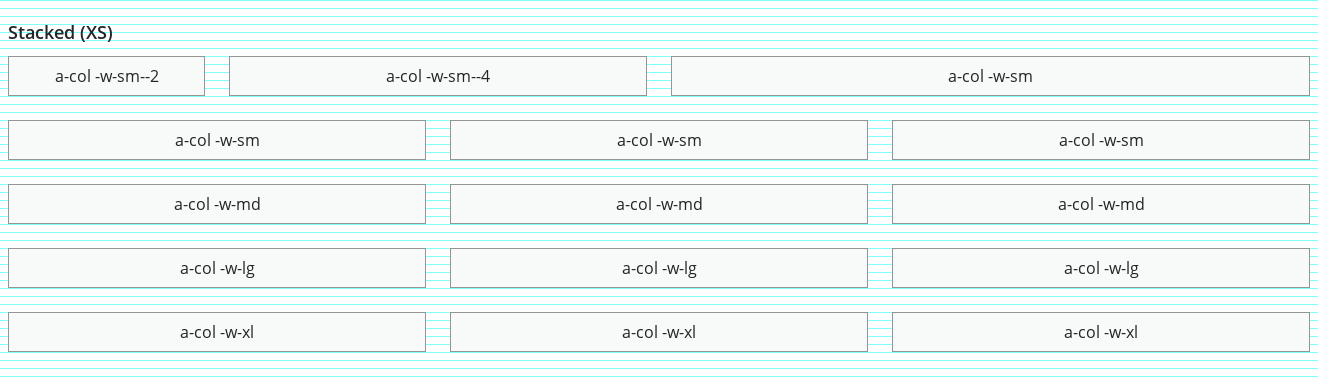 Stacked (XS)
a-col -w-sm--2 a-col -w-sm--4 a-col -w-sm
a-col -w-sm a-col -w-sm a-col -w-sm
a-col -w-md a-col -w-md a-col -w-md
a-col -w-lg a-col -w-lg a-col -w-lg
a-col -w-xl a-col -w-xl a-col -w-xl